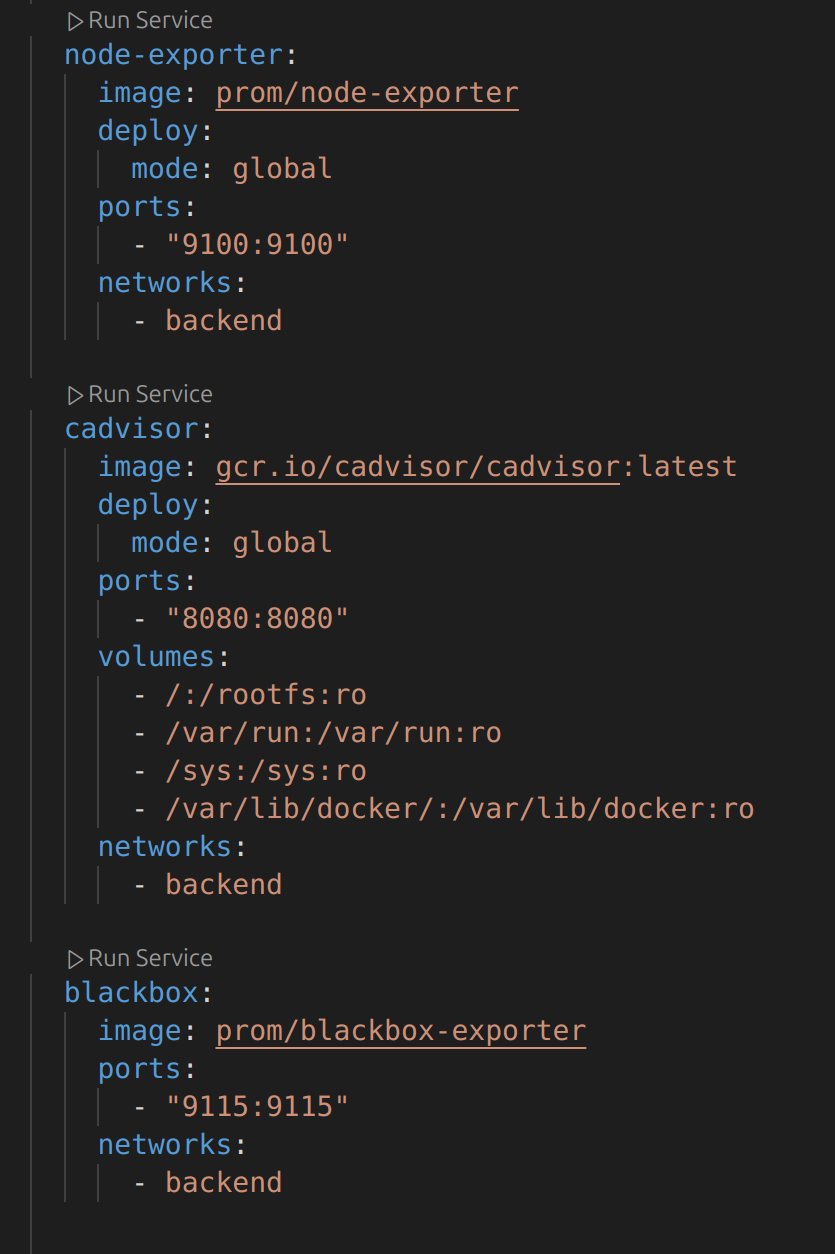 Run Service
node-exporter:
  image: prom/node-exporter
  deploy:
    mode: global
  ports:
    - "9100:9100"
  networks:
    - backend
Run Service
cadvisor:
  image: gcr.io/cadvisor/cadvisor:latest
  deploy:
    mode: global
  ports:
    - "8080:8080"
  volumes:
    - /:/rootfs:ro
    - /var/run:/var/run:ro
    - /sys:/sys:ro
    - /var/lib/docker/:/var/lib/docker:ro
  networks:
    - backend
Run Service
blackbox:
  image: prom/blackbox-exporter
  ports:
    - "9115:9115"
  networks:
    - backend